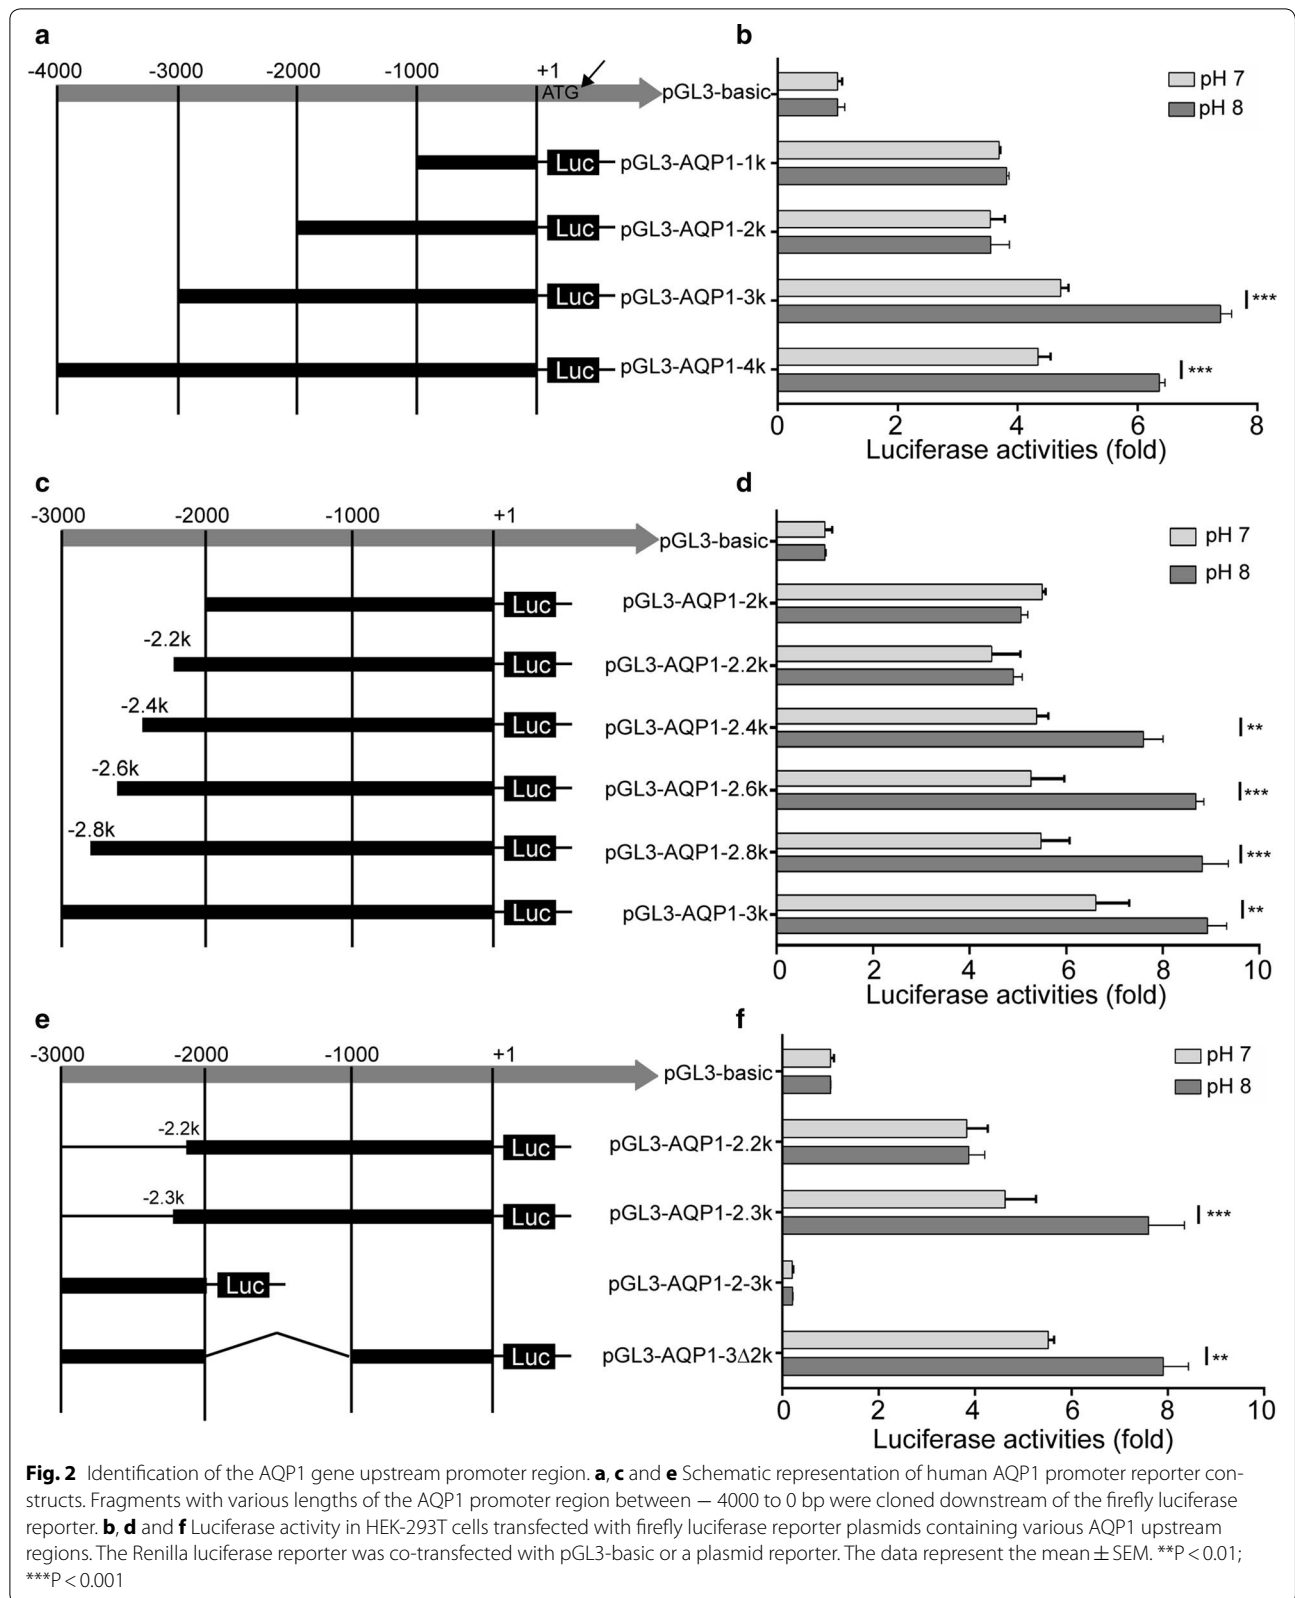 a
-4000 -3000 -2000 -1000 +1
ATG
Luc
Luc
Luc
Luc
b
pGL3-basic
pGL3-AQP1-1k
pGL3-AQP1-2k
pGL3-AQP1-3k
pGL3-AQP1-4k
pH 7
pH 8
***
***
0 2 4 6 8
Luciferase activities (fold)
c
-3000 -2000 -1000 +1
Luc
-2.2k
Luc
-2.4k
Luc
-2.6k
Luc
-2.8k
Luc
Luc
d
pGL3-basic
pGL3-AQP1-2k
pGL3-AQP1-2.2k
pGL3-AQP1-2.4k
pGL3-AQP1-2.6k
pGL3-AQP1-2.8k
pGL3-AQP1-3k
pH 7
pH 8
**
***
***
**
0 2 4 6 8 10
Luciferase activities (fold)
e
-3000 -2000 -1000 +1
-2.2k
Luc
-2.3k
Luc
Luc
Luc
f
pGL3-basic
pGL3-AQP1-2.2k
pGL3-AQP1-2.3k
pGL3-AQP1-2-3k
pGL3-AQP1-3Δ2k
pH 7
pH 8
***
**
0 2 4 6 8 10
Luciferase activities (fold)
Fig. 2 Identification of the AQP1 gene upstream promoter region. a, c and e Schematic representation of human AQP1 promoter reporter con-
structs. Fragments with various lengths of the AQP1 promoter region between − 4000 to 0 bp were cloned downstream of the firefly luciferase
reporter. b, d and f Luciferase activity in HEK-293T cells transfected with firefly luciferase reporter plasmids containing various AQP1 upstream
regions. The Renilla luciferase reporter was co-transfected with pGL3-basic or a plasmid reporter. The data represent the mean ± SEM. **P < 0.01;
***P < 0.001